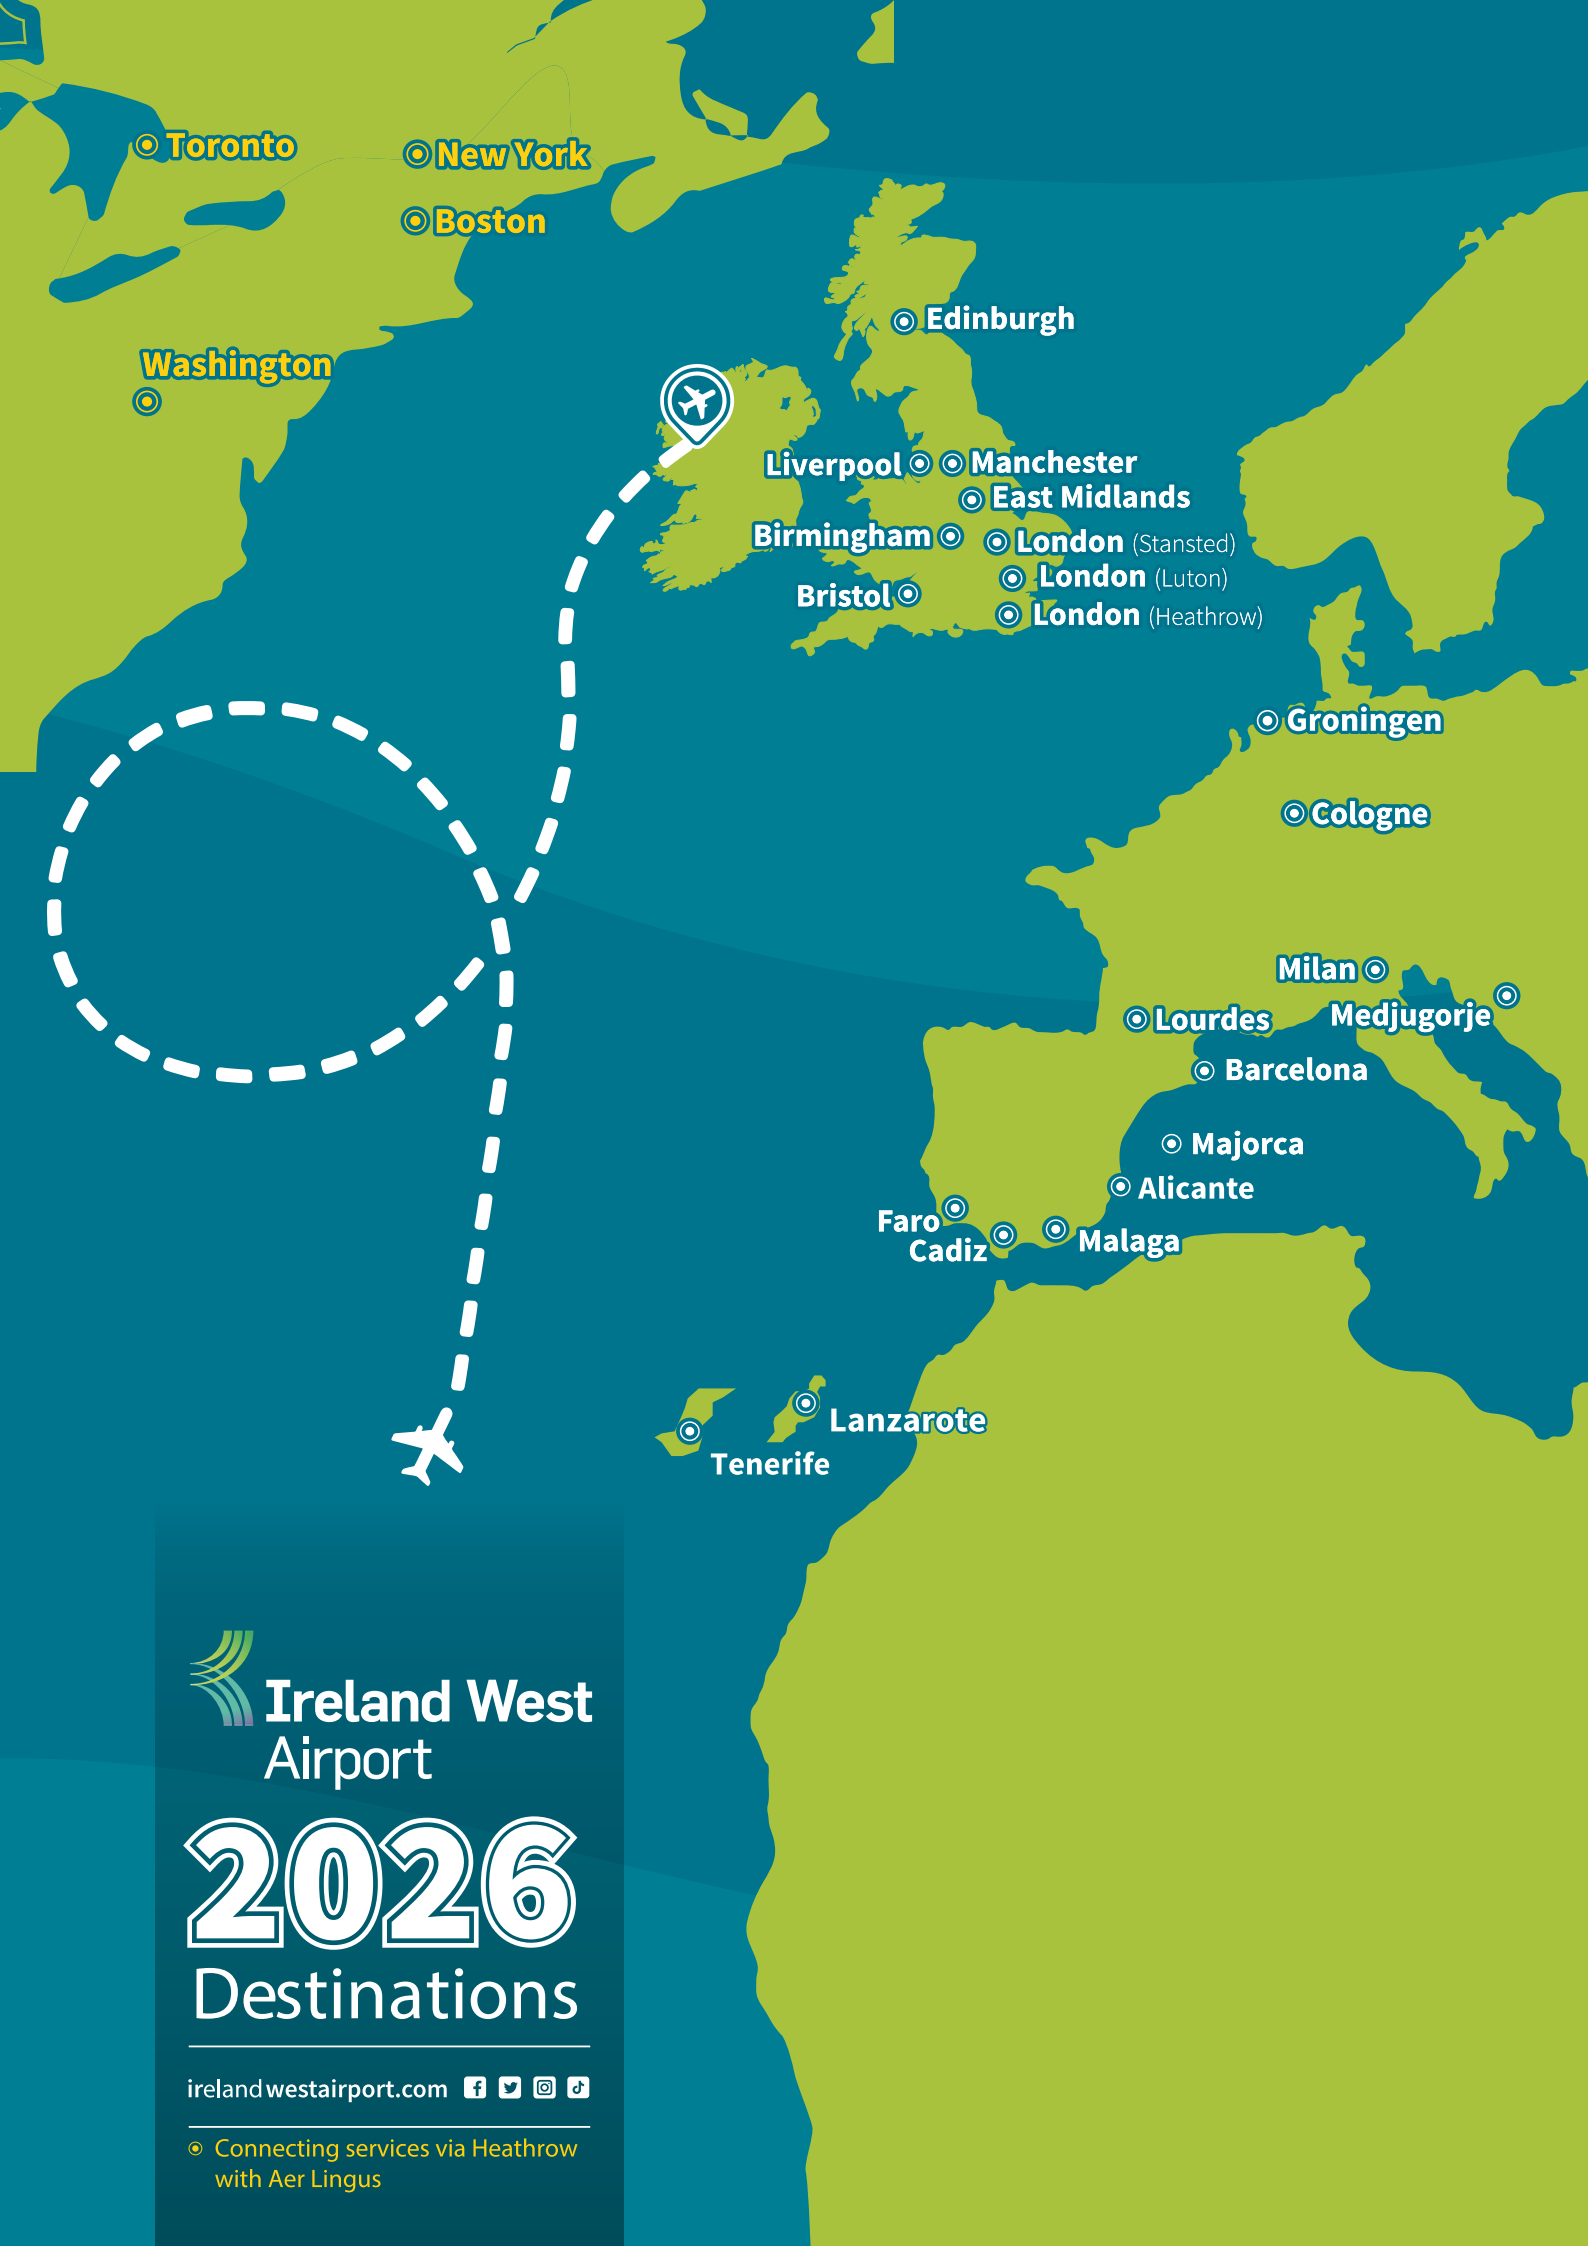 Toronto
New York
Boston
Washington
Edinburgh
Liverpool
Manchester
East Midlands
Birmingham
London (Stansted)
London (Luton)
Bristol
London (Heathrow)
Groningen
Cologne
Milan
Medjugorje
Lourdes
Barcelona
Majorca
Alicante
Faro
Cadiz
Malaga
Lanzarote
Tenerife
Ireland West
Airport
2026
Destinations
irelandwestairport.com
Connecting services via Heathrow
with Aer Lingus